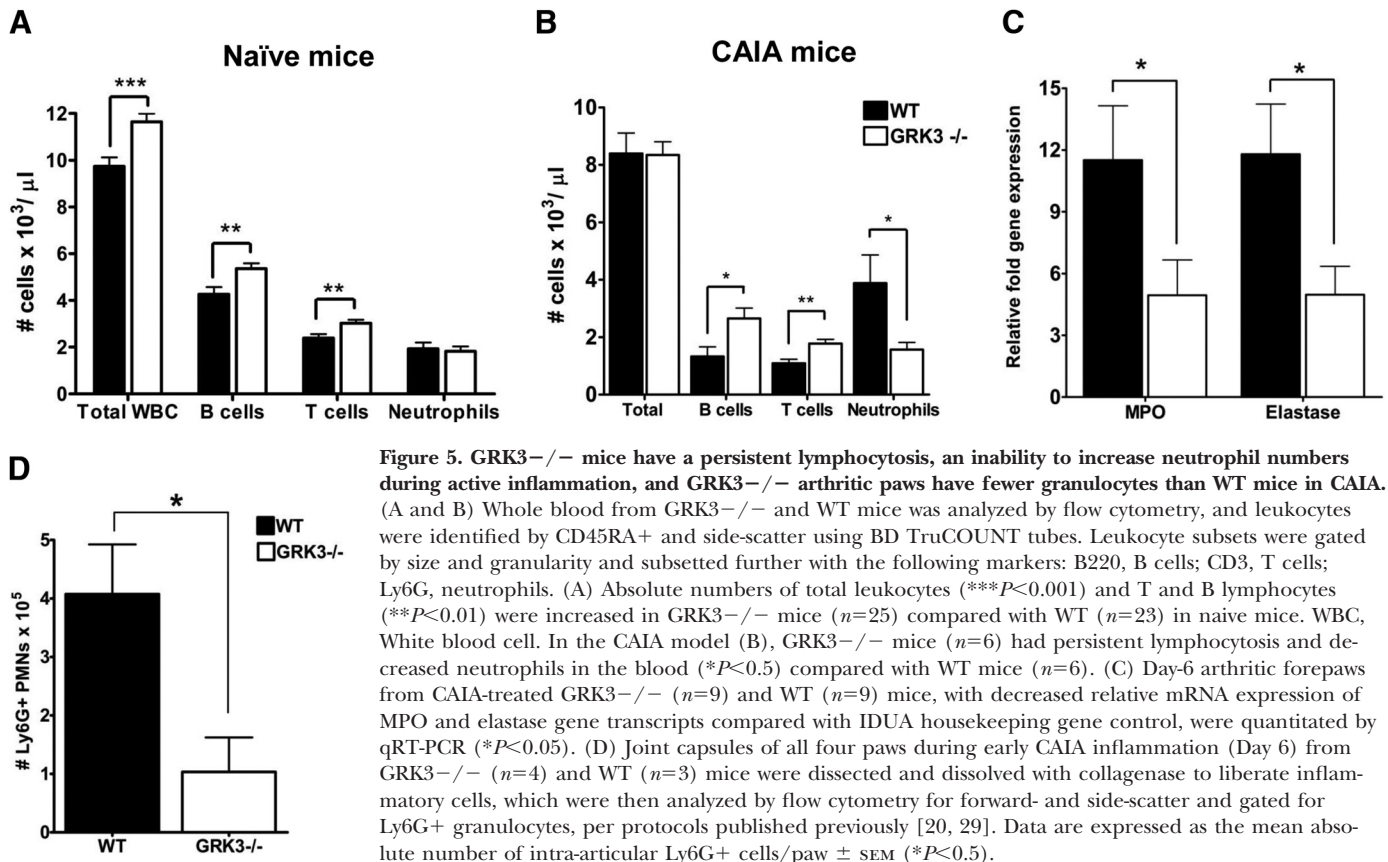 A
Naïve mice
# cells x 10³/ µl
12
10
8
6
4
2
0
***
**
**
Total WBC
B cells
T cells
Neutrophils
B
CAIA mice
# cells x 10³/ µl
10
8
6
4
2
0
WT
GRK3 -/-
*
**
*
Total
B cells
T cells
Neutrophils
C
Relative fold gene expression
15
12
9
6
3
0
*
*
MPO
Elastase
D
# Ly6G+ PMNs x 10⁵
5
4
3
2
1
0
*
WT
GRK3-/-
WT
GRK3-/-
Figure 5. GRK3−/− mice have a persistent lymphocytosis, an inability to increase neutrophil numbers
during active inflammation, and GRK3−/− arthritic paws have fewer granulocytes than WT mice in CAIA.
(A and B) Whole blood from GRK3−/− and WT mice was analyzed by flow cytometry, and leukocytes
were identified by CD45RA+ and side-scatter using BD TruCOUNT tubes. Leukocyte subsets were gated
by size and granularity and subsetted further with the following markers: B220, B cells; CD3, T cells;
Ly6G, neutrophils. (A) Absolute numbers of total leukocytes (***P<0.001) and T and B lymphocytes
(**P<0.01) were increased in GRK3−/− mice (n=25) compared with WT (n=23) in naive mice. WBC,
White blood cell. In the CAIA model (B), GRK3−/− mice (n=6) had persistent lymphocytosis and de-
creased neutrophils in the blood (*P<0.5) compared with WT mice (n=6). (C) Day-6 arthritic forepaws
from CAIA-treated GRK3−/− (n=9) and WT (n=9) mice, with decreased relative mRNA expression of
MPO and elastase gene transcripts compared with IDUA housekeeping gene control, were quantitated by
qRT-PCR (*P<0.05). (D) Joint capsules of all four paws during early CAIA inflammation (Day 6) from
GRK3−/− (n=4) and WT (n=3) mice were dissected and dissolved with collagenase to liberate inflam-
matory cells, which were then analyzed by flow cytometry for forward- and side-scatter and gated for
Ly6G+ granulocytes, per protocols published previously [20, 29]. Data are expressed as the mean abso-
lute number of intra-articular Ly6G+ cells/paw ± SEM (*P<0.5).